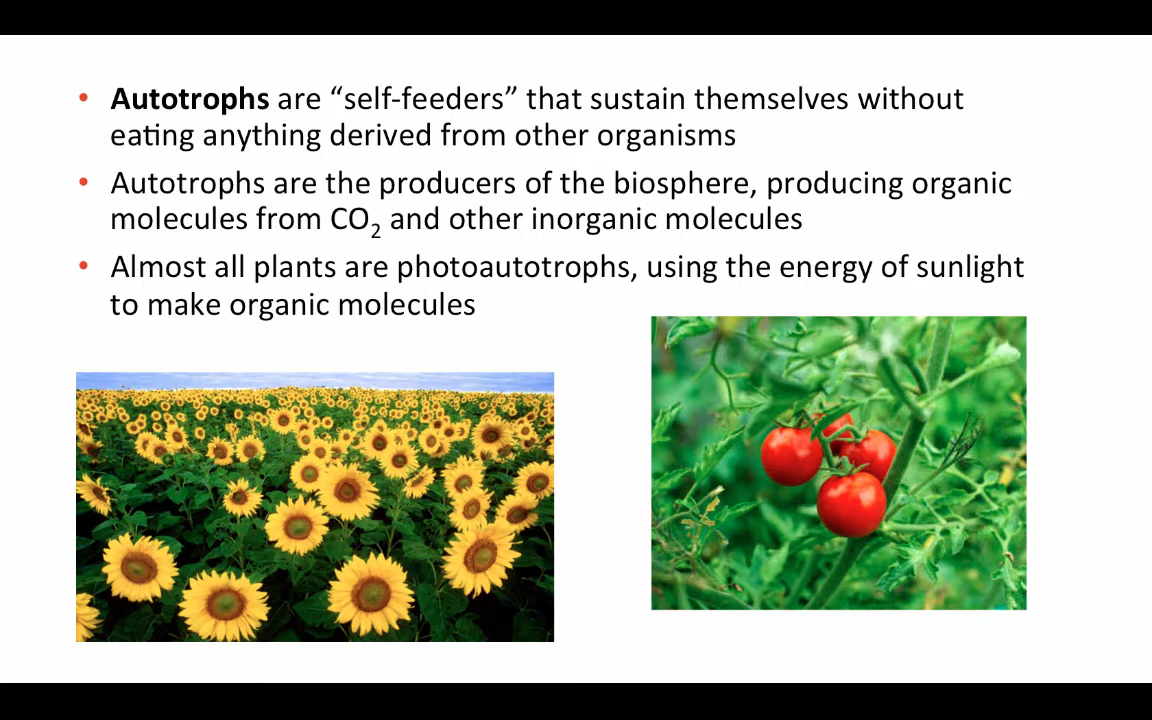 • Autotrophs are “self-feeders” that sustain themselves without
eating anything derived from other organisms
• Autotrophs are the producers of the biosphere, producing organic
molecules from CO₂ and other inorganic molecules
• Almost all plants are photoautotrophs, using the energy of sunlight
to make organic molecules